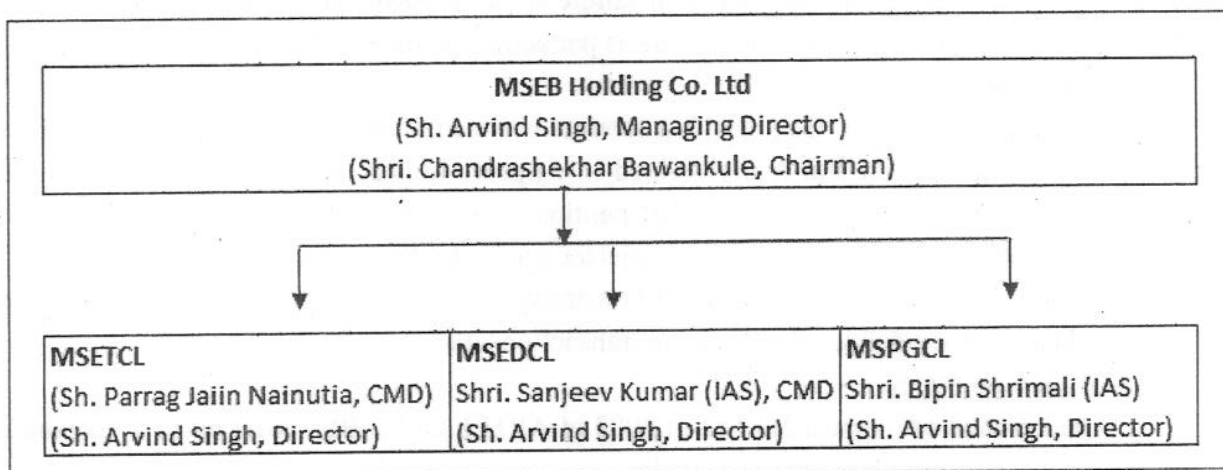 MSEB Holding Co. Ltd
(Sh. Arvind Singh, Managing Director)
(Shri. Chandrashekhar Bawankule, Chairman)
MSETCL
(Sh. Parrag Jaiin Nainutia, CMD)
(Sh. Arvind Singh, Director)
MSEDCL
Shri. Sanjeev Kumar (IAS), CMD
(Sh. Arvind Singh, Director)
MSPGCL
Shri. Bipin Shrimali (IAS)
(Sh. Arvind Singh, Director)